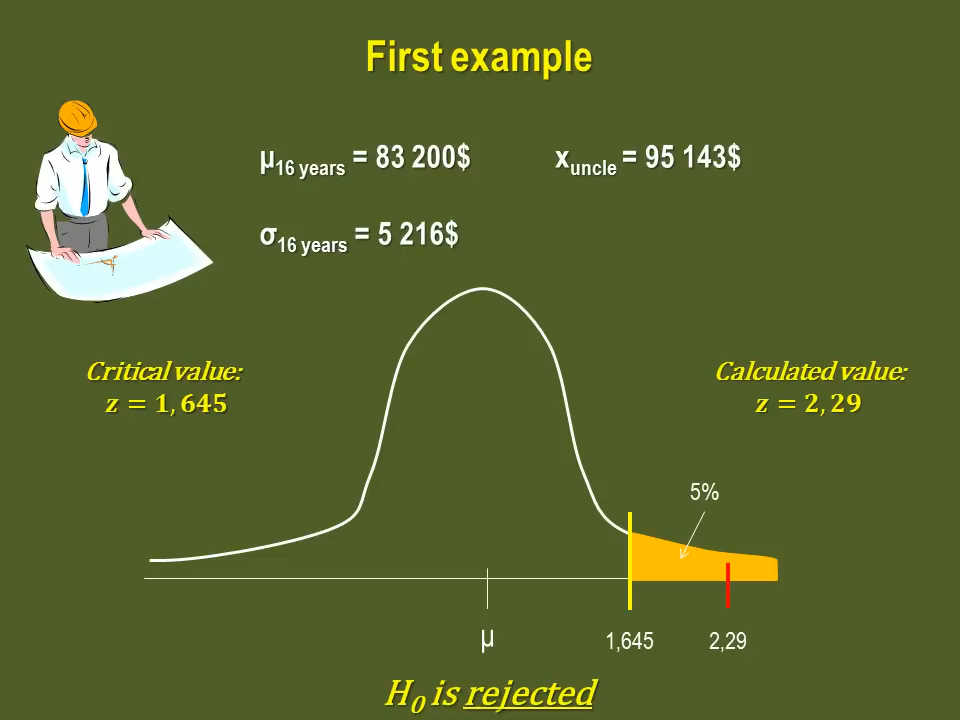 First example
μ16 years = 83 200$ xuncle = 95 143$
σ16 years = 5 216$
Critical value:
z = 1,645
Calculated value:
z = 2,29
5%
μ
1,645 2,29
H0 is rejected